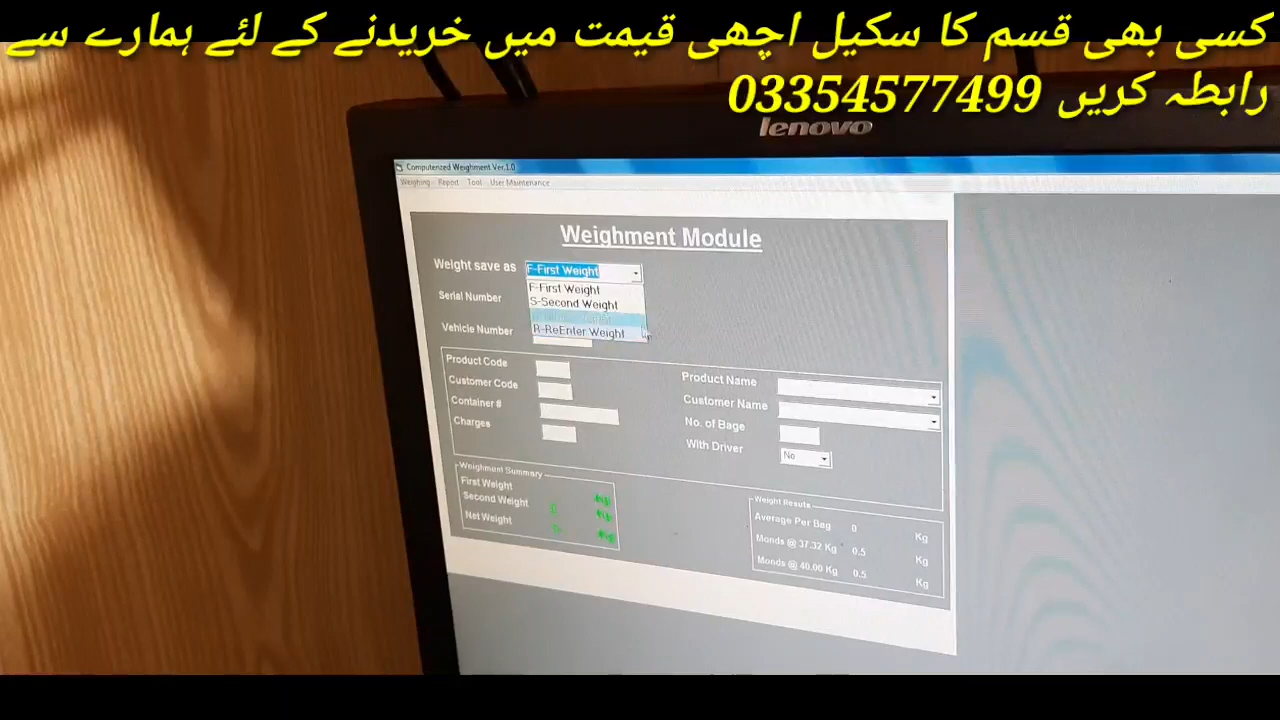 کسی بھی قسم کا سکیل اچھی قیمت میں خریدنے کے لئے ہمارے سے
رابطہ کریں 03354577499
lenovo
Computerized Weighment Ver.1.0
Weighing Report Tool User Maintenance
Weighment Module
Weight save as F-First Weight
F-First Weight
Serial Number S-Second Weight
Vehicle Number R-ReEnter Weight
Product Code Product Name
Customer Code Customer Name
Container # No. of Bage
Charges With Driver No
Weighment Summary
First Weight Kg
Second Weight Kg
Net Weight Kg
Weight Results
Average Per Bag 0 Kg
Monds @ 37.32 Kg 0.5 Kg
Monds @ 40.00 Kg 0.5 Kg